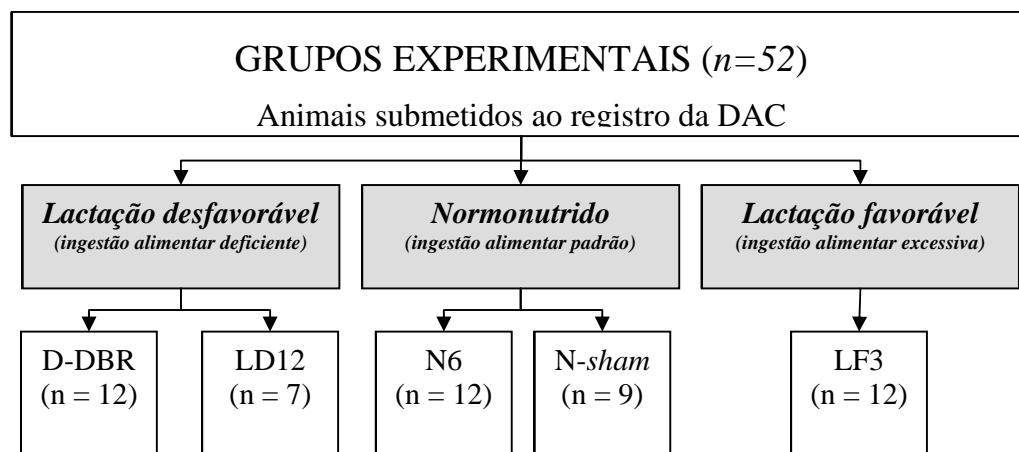 GRUPOS EXPERIMENTAIS (n=52)
Animais submetidos ao registro da DAC
Lactação desfavorável
(ingestão alimentar deficiente)
Normonutrido
(ingestão alimentar padrão)
Lactação favorável
(ingestão alimentar excessiva)
D-DBR
(n = 12)
LD12
(n = 7)
N6
(n = 12)
N-sham
(n = 9)
LF3
(n = 12)